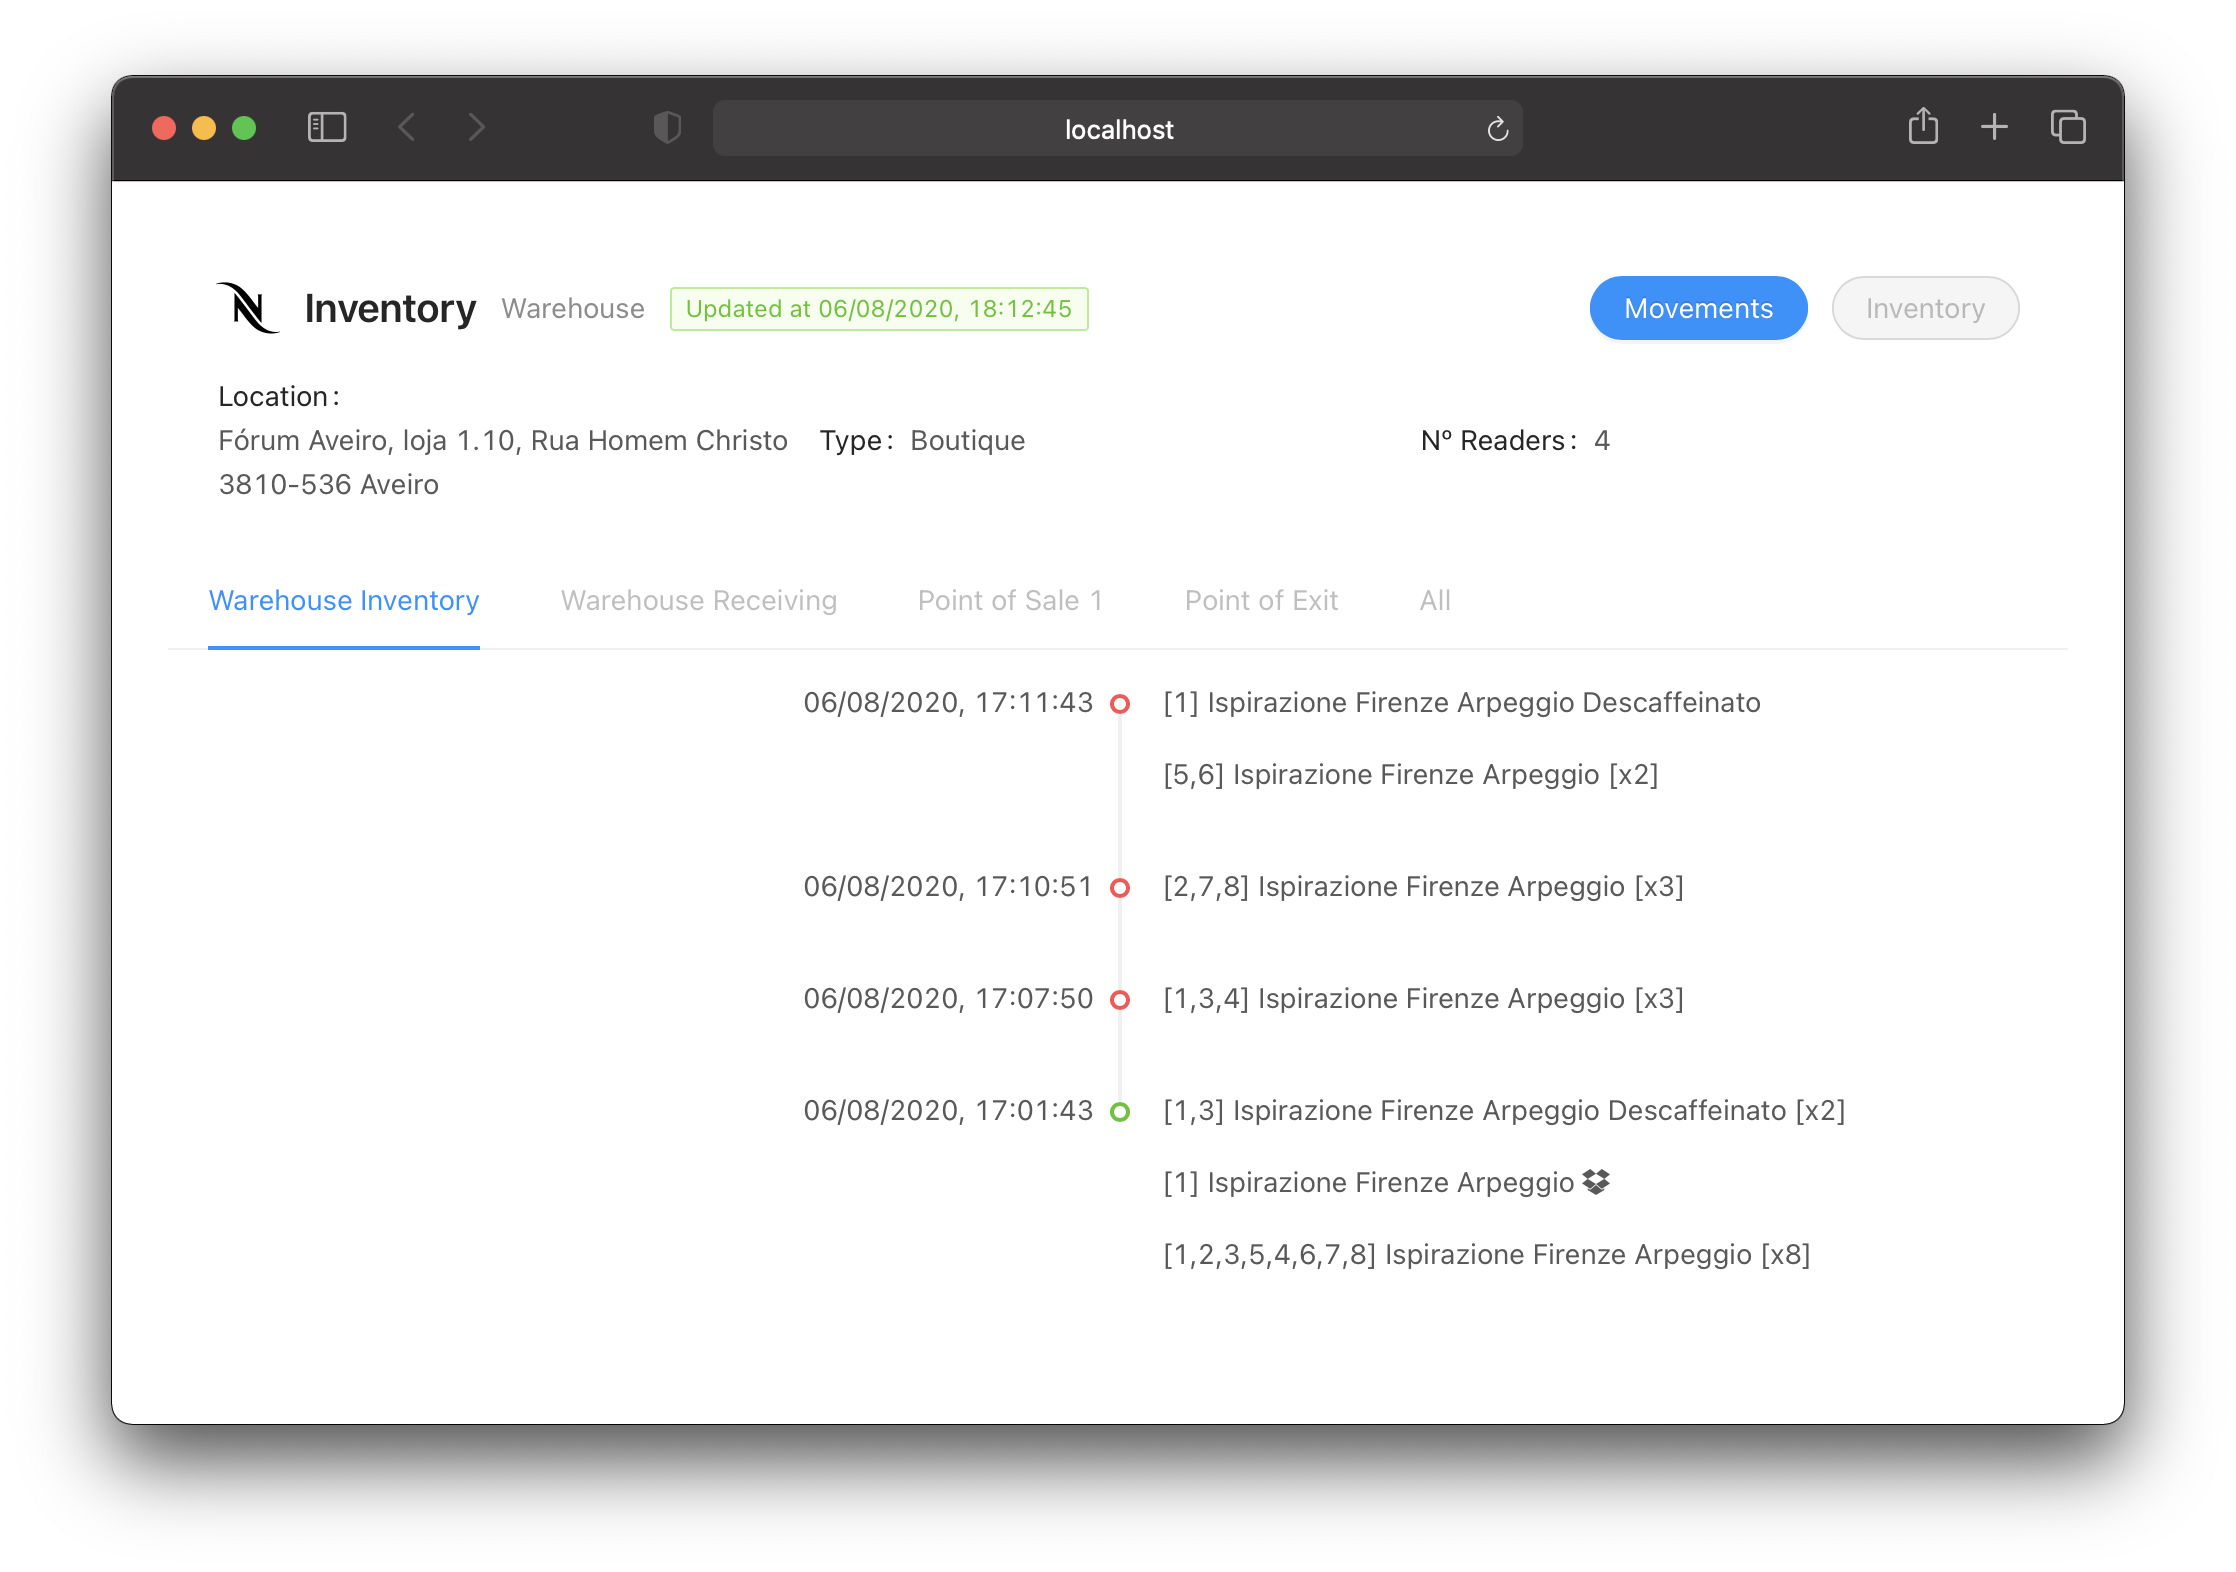 localhost
Inventory Warehouse Updated at 06/08/2020, 18:12:45 Movements Inventory
Location:
Fórum Aveiro, loja 1.10, Rua Homem Christo Type: Boutique Nº Readers: 4
3810-536 Aveiro
Warehouse Inventory Warehouse Receiving Point of Sale 1 Point of Exit All
06/08/2020, 17:11:43 [1] Ispirazione Firenze Arpeggio Descaffeinato
[5,6] Ispirazione Firenze Arpeggio [x2]
06/08/2020, 17:10:51 [2,7,8] Ispirazione Firenze Arpeggio [x3]
06/08/2020, 17:07:50 [1,3,4] Ispirazione Firenze Arpeggio [x3]
06/08/2020, 17:01:43 [1,3] Ispirazione Firenze Arpeggio Descaffeinato [x2]
[1] Ispirazione Firenze Arpeggio
[1,2,3,5,4,6,7,8] Ispirazione Firenze Arpeggio [x8]